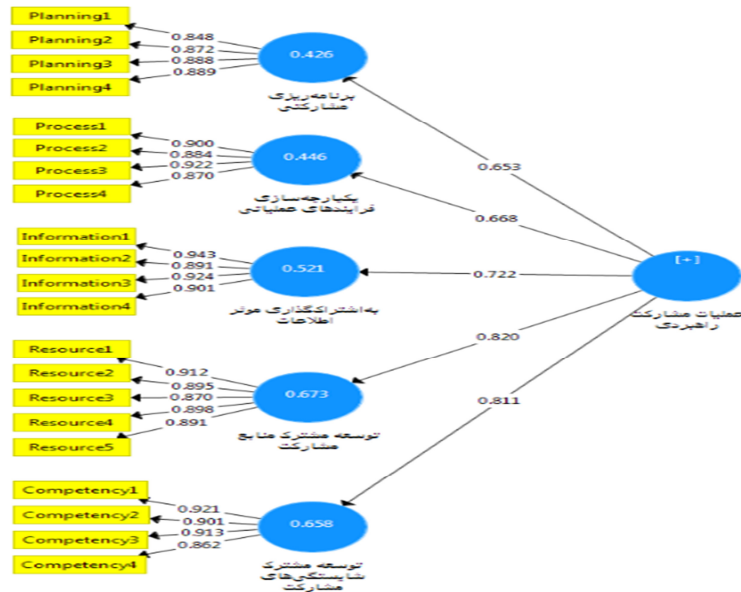 Planning1
Planning2
Planning3
Planning4
0.848
0.872
0.888
0.889
0.426
برنامه‌ریزی
مشارکتی
Process1
Process2
Process3
Process4
0.900
0.884
0.922
0.870
0.446
یکپارچه‌سازی
فرایندهای عملیاتی
Information1
Information2
Information3
Information4
0.943
0.891
0.924
0.901
0.521
به‌اشتراک‌گذاری موثر
اطلاعات
Resource1
Resource2
Resource3
Resource4
Resource5
0.912
0.895
0.870
0.898
0.891
0.673
توسعه مشترک منابع
مشارکت
Competency1
Competency2
Competency3
Competency4
0.921
0.901
0.913
0.862
0.658
توسعه مشترک
شایستگی‌های
مشارکت
0.653
0.668
0.722
0.820
0.811
[+]
عملیات مشارکت
راهبردی